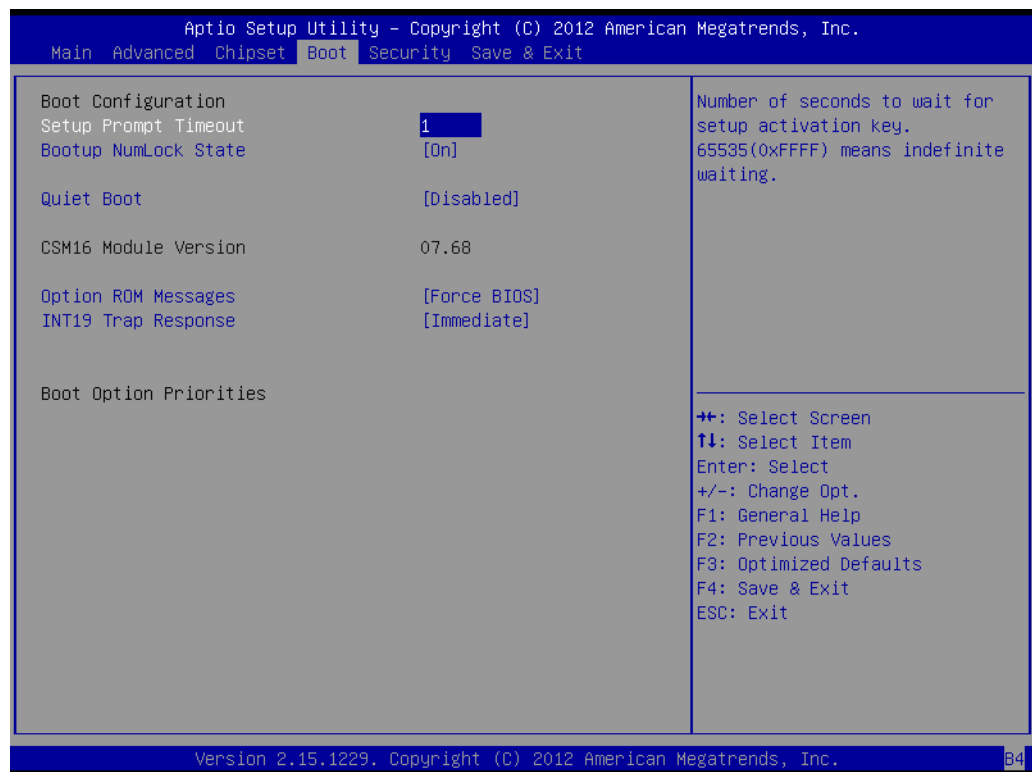 Aptio Setup Utility – Copyright (C) 2012 American Megatrends, Inc.
Main Advanced Chipset Boot Security Save & Exit
Boot Configuration
Setup Prompt Timeout 1
Bootup NumLock State [On]
Quiet Boot [Disabled]
CSM16 Module Version 07.68
Option ROM Messages [Force BIOS]
INT19 Trap Response [Immediate]
Boot Option Priorities
Number of seconds to wait for
setup activation key.
65535(0xFFFF) means indefinite
waiting.
→←: Select Screen
↑↓: Select Item
Enter: Select
+/-: Change Opt.
F1: General Help
F2: Previous Values
F3: Optimized Defaults
F4: Save & Exit
ESC: Exit
Version 2.15.1229. Copyright (C) 2012 American Megatrends, Inc.
B4